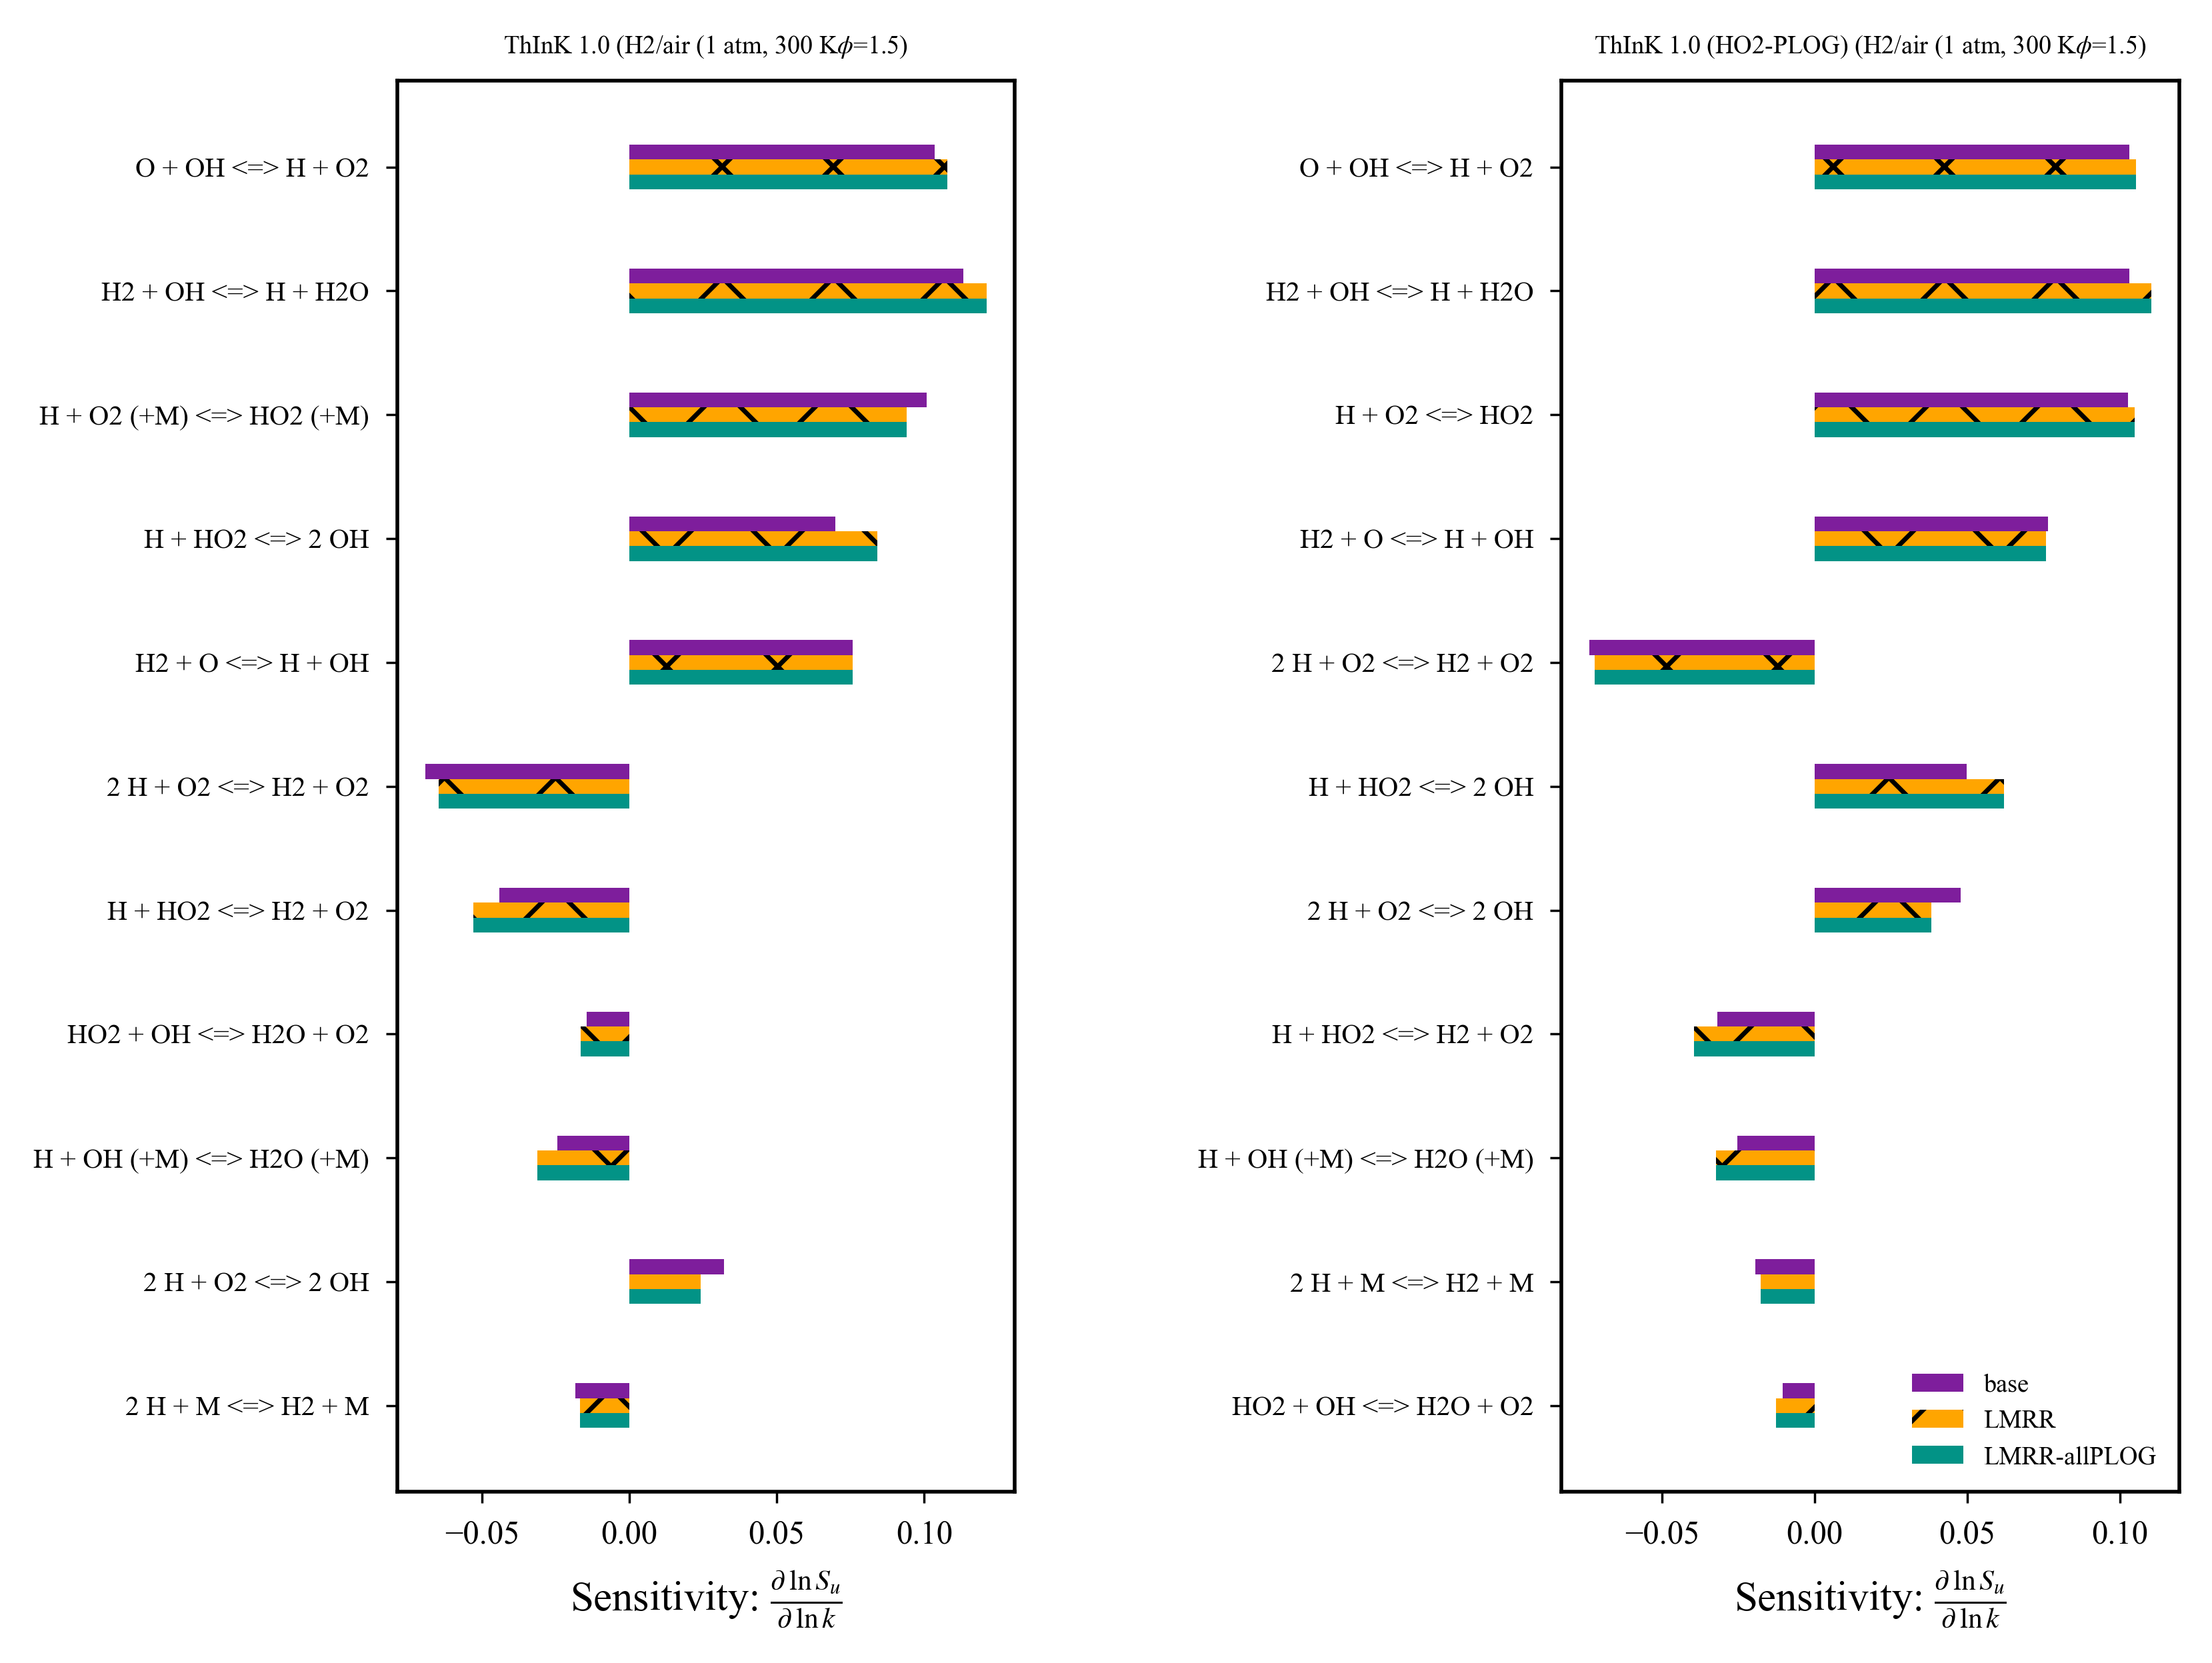 ThInK 1.0 (H2/air (1 atm, 300 Kϕ=1.5)
O + OH <=> H + O2
H2 + OH <=> H + H2O
H + O2 (+M) <=> HO2 (+M)
H + HO2 <=> 2 OH
H2 + O <=> H + OH
2 H + O2 <=> H2 + O2
H + HO2 <=> H2 + O2
HO2 + OH <=> H2O + O2
H + OH (+M) <=> H2O (+M)
2 H + O2 <=> 2 OH
2 H + M <=> H2 + M
−0.05 0.00 0.05 0.10
Sensitivity: ∂ ln S_u / ∂ ln k
ThInK 1.0 (HO2-PLOG) (H2/air (1 atm, 300 Kϕ=1.5)
O + OH <=> H + O2
H2 + OH <=> H + H2O
H + O2 <=> HO2
H2 + O <=> H + OH
2 H + O2 <=> H2 + O2
H + HO2 <=> 2 OH
2 H + O2 <=> 2 OH
H + HO2 <=> H2 + O2
H + OH (+M) <=> H2O (+M)
2 H + M <=> H2 + M
HO2 + OH <=> H2O + O2
base
LMRR
LMRR-allPLOG
−0.05 0.00 0.05 0.10
Sensitivity: ∂ ln S_u / ∂ ln k